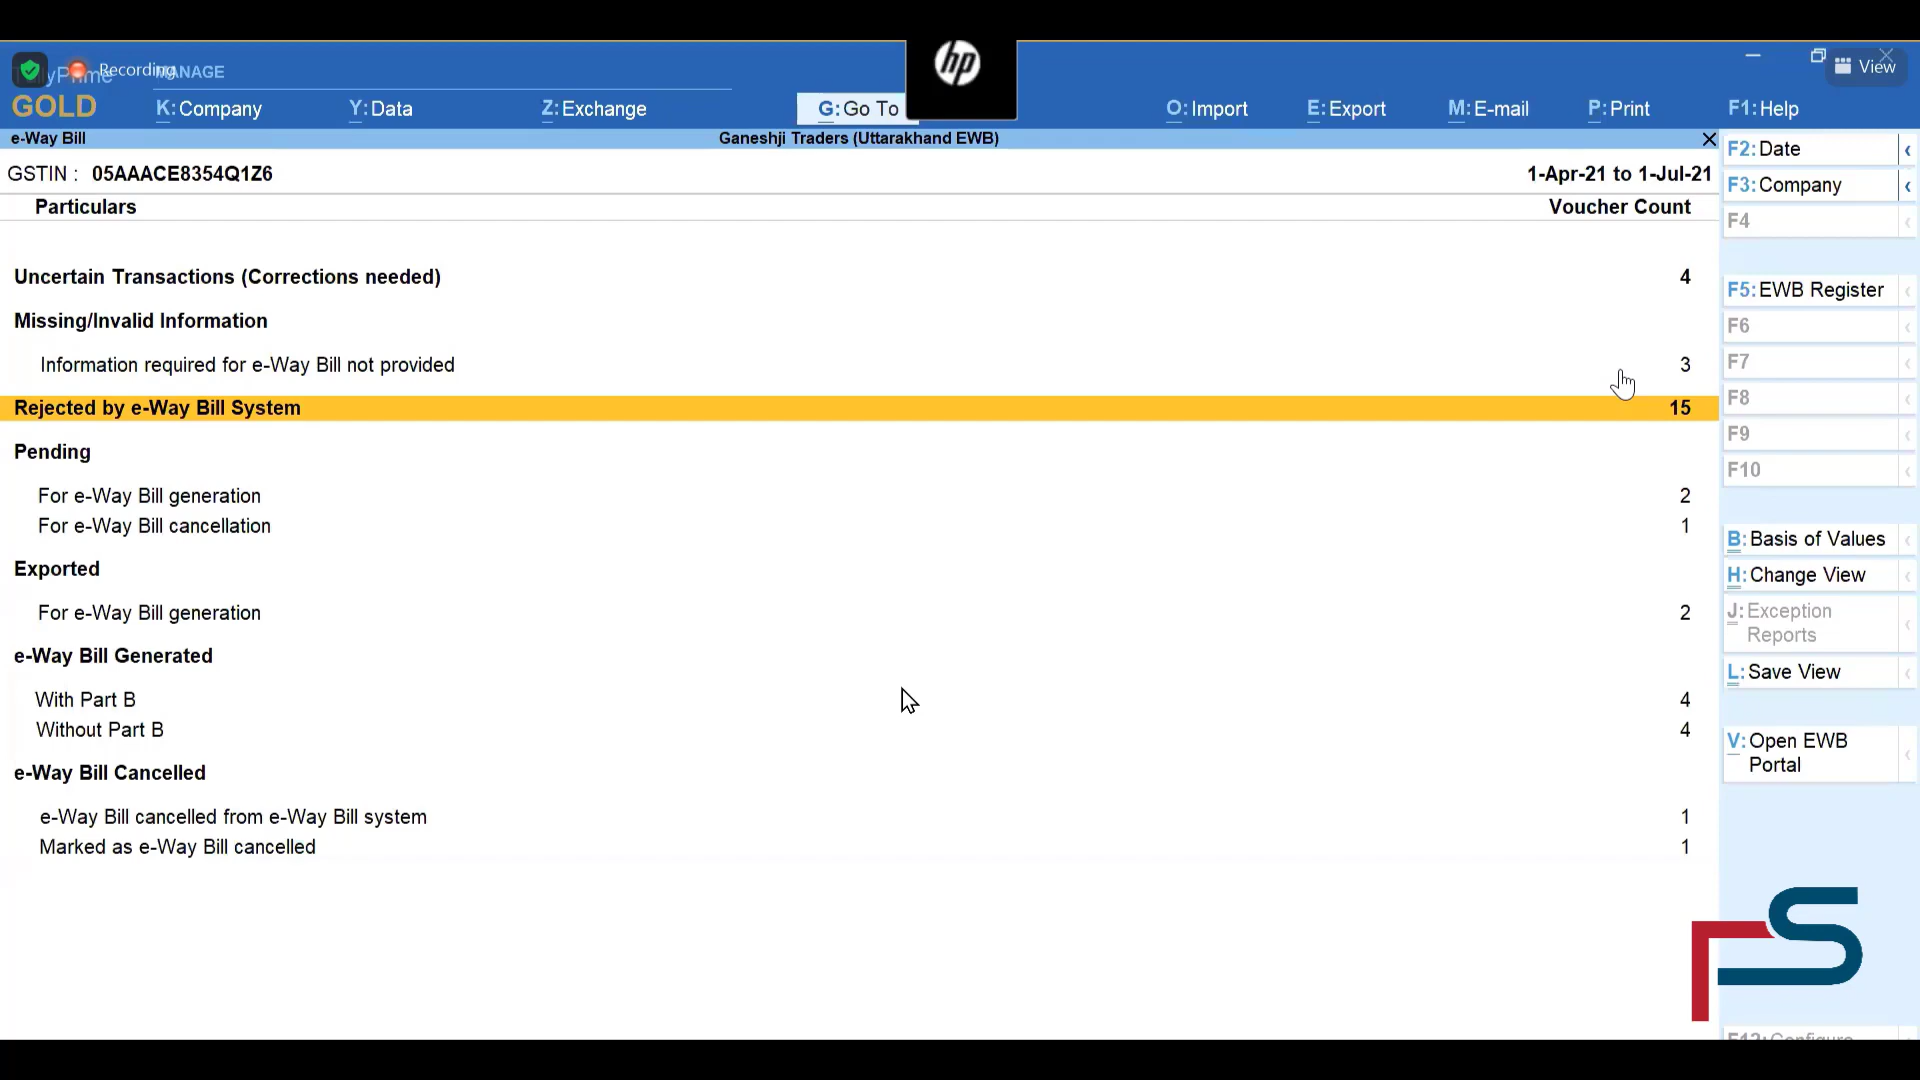 TallyPrime
Recording
MANAGE
GOLD
K: Company
Y: Data
Z: Exchange
G: Go To
O: Import
E: Export
M: E-mail
P: Print
F1: Help
hp
View
e-Way Bill
Ganeshji Traders (Uttarakhand EWB)
GSTIN : 05AAACE8354Q1Z6
1-Apr-21 to 1-Jul-21
Particulars Voucher Count
Uncertain Transactions (Corrections needed) 4
Missing/Invalid Information
Information required for e-Way Bill not provided 3
Rejected by e-Way Bill System 15
Pending
For e-Way Bill generation 2
For e-Way Bill cancellation 1
Exported
For e-Way Bill generation 2
e-Way Bill Generated
With Part B 4
Without Part B 4
e-Way Bill Cancelled
e-Way Bill cancelled from e-Way Bill system 1
Marked as e-Way Bill cancelled 1
F2: Date
F3: Company
F4
F5: EWB Register
F6
F7
F8
F9
F10
B: Basis of Values
H: Change View
J: Exception
Reports
L: Save View
V: Open EWB
Portal
F12: Configure